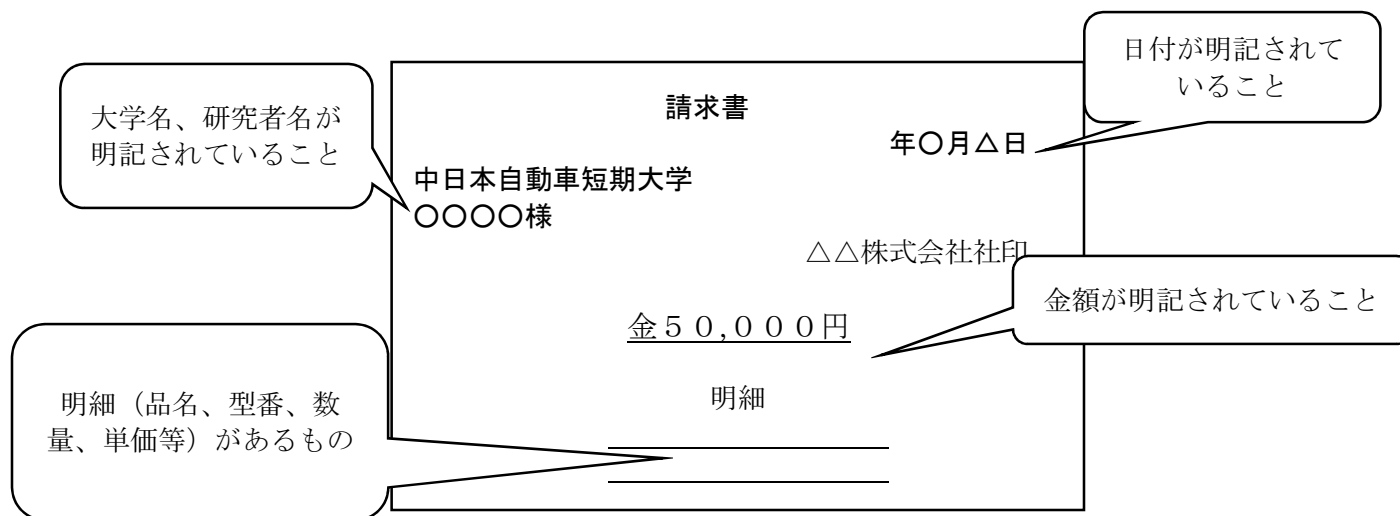 日付が明記されて
いること
大学名、研究者名が
明記されていること
請求書
年〇月△日
中日本自動車短期大学
〇〇〇〇様
△△株式会社社印
金額が明記されていること
金５０,０００円
明細
明細（品名、型番、数
量、単価等）があるもの